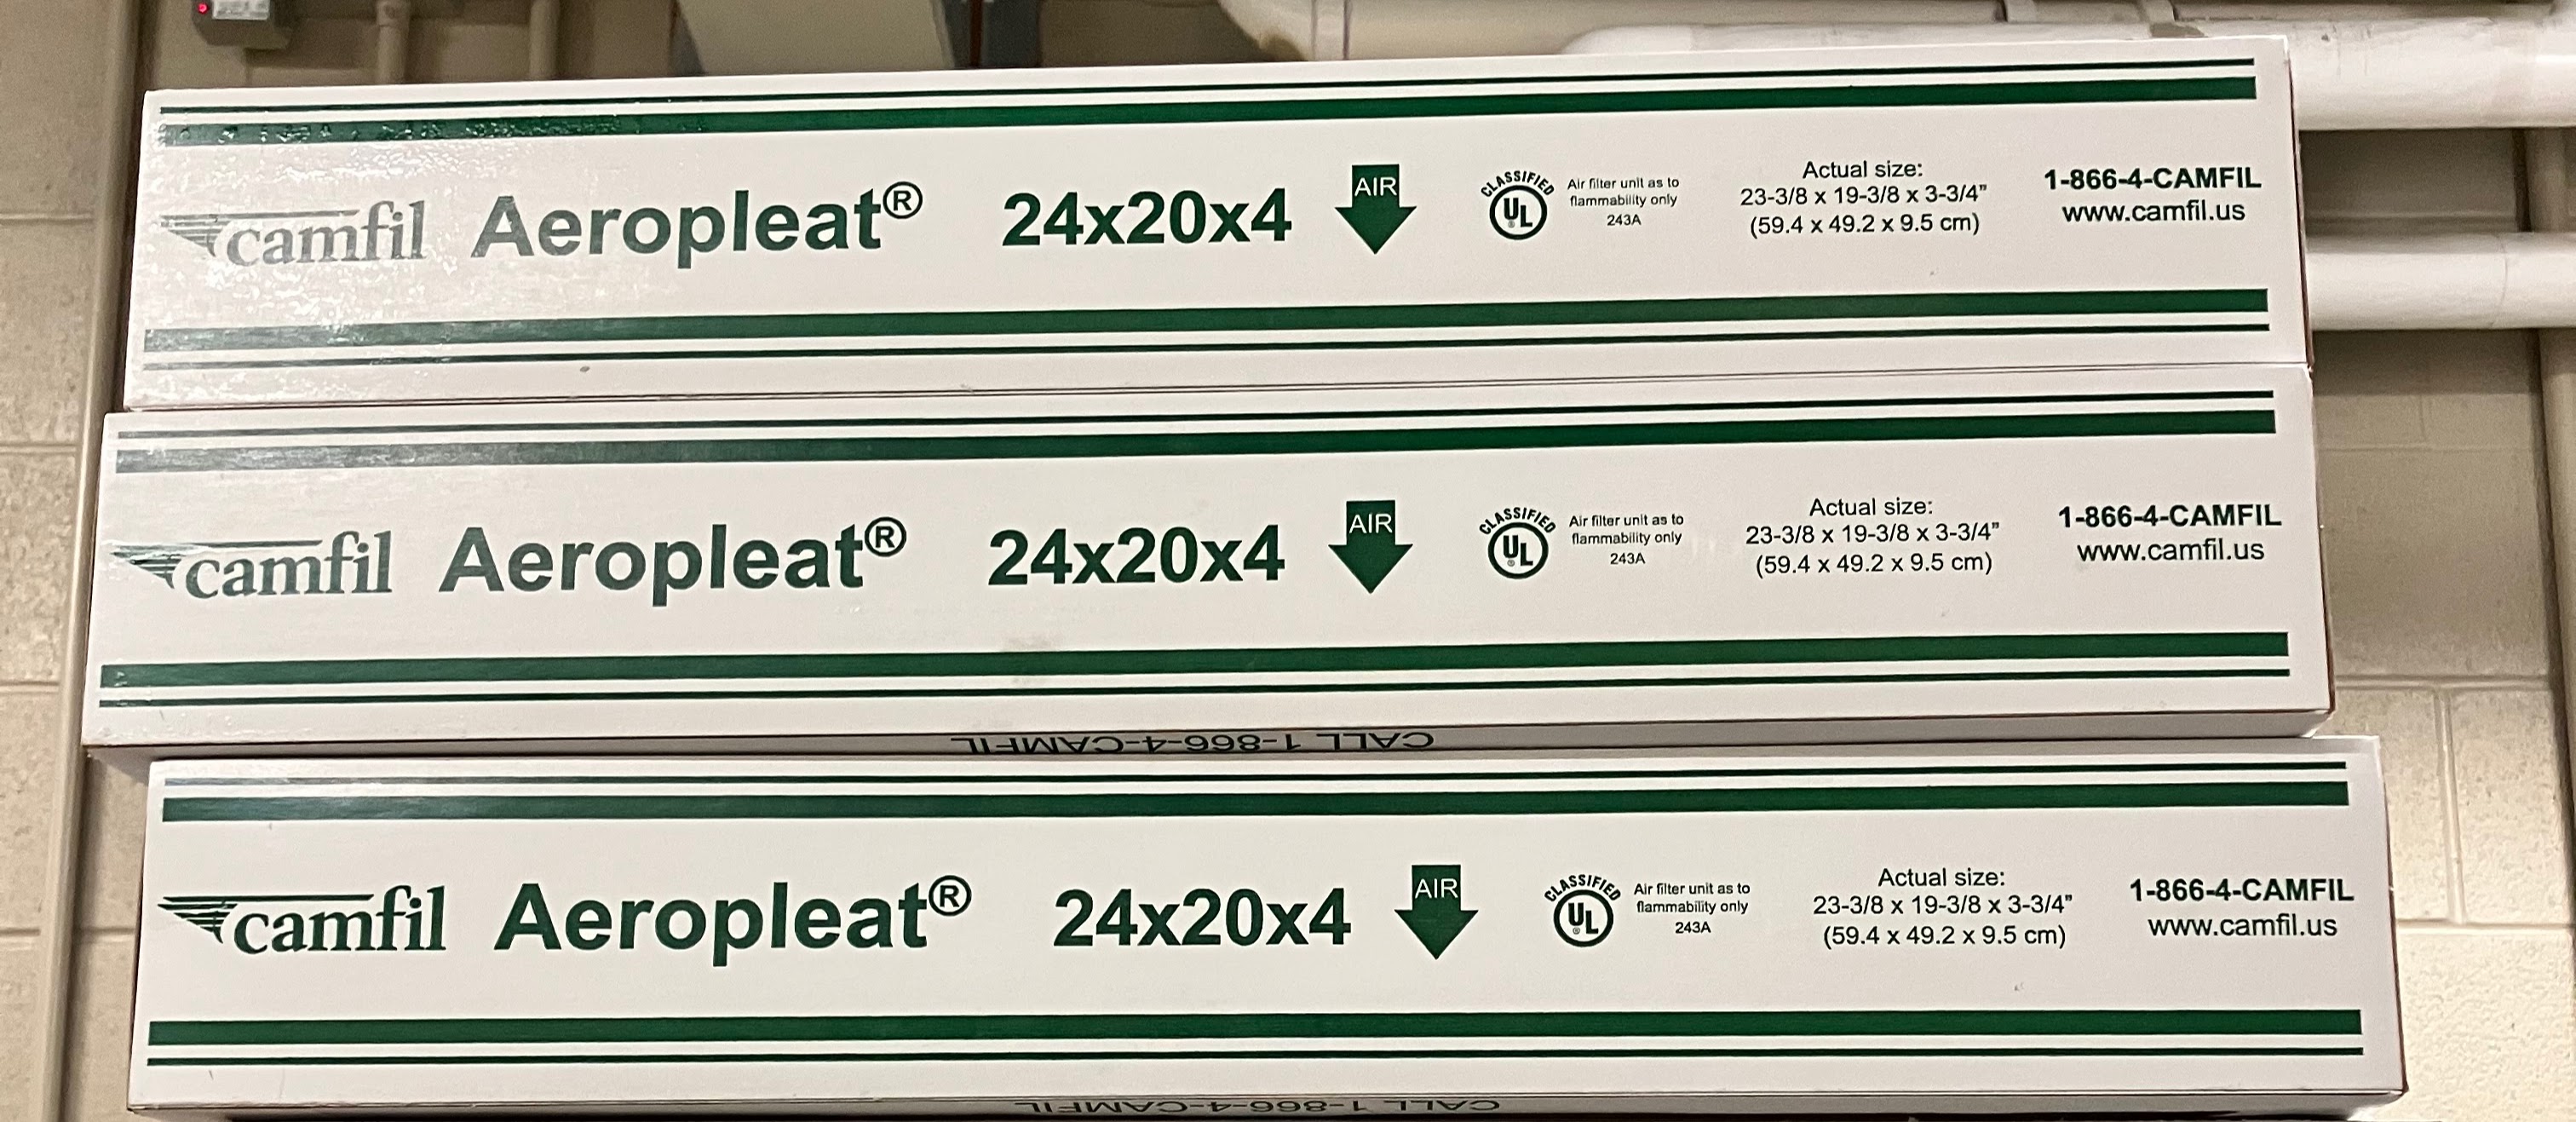 camfil Aeropleat® 24x20x4 AIR CLASSIFIED UL ® Air filter unit as to
flammability only
243A
Actual size:
23-3/8 x 19-3/8 x 3-3/4"
(59.4 x 49.2 x 9.5 cm)
1-866-4-CAMFIL
www.camfil.us
camfil Aeropleat® 24x20x4 AIR CLASSIFIED UL ® Air filter unit as to
flammability only
243A
Actual size:
23-3/8 x 19-3/8 x 3-3/4"
(59.4 x 49.2 x 9.5 cm)
1-866-4-CAMFIL
www.camfil.us
CALL 1-866-4-CAMFIL
camfil Aeropleat® 24x20x4 AIR CLASSIFIED UL ® Air filter unit as to
flammability only
243A
Actual size:
23-3/8 x 19-3/8 x 3-3/4"
(59.4 x 49.2 x 9.5 cm)
1-866-4-CAMFIL
www.camfil.us
CALL 1-866-4-CAMFIL